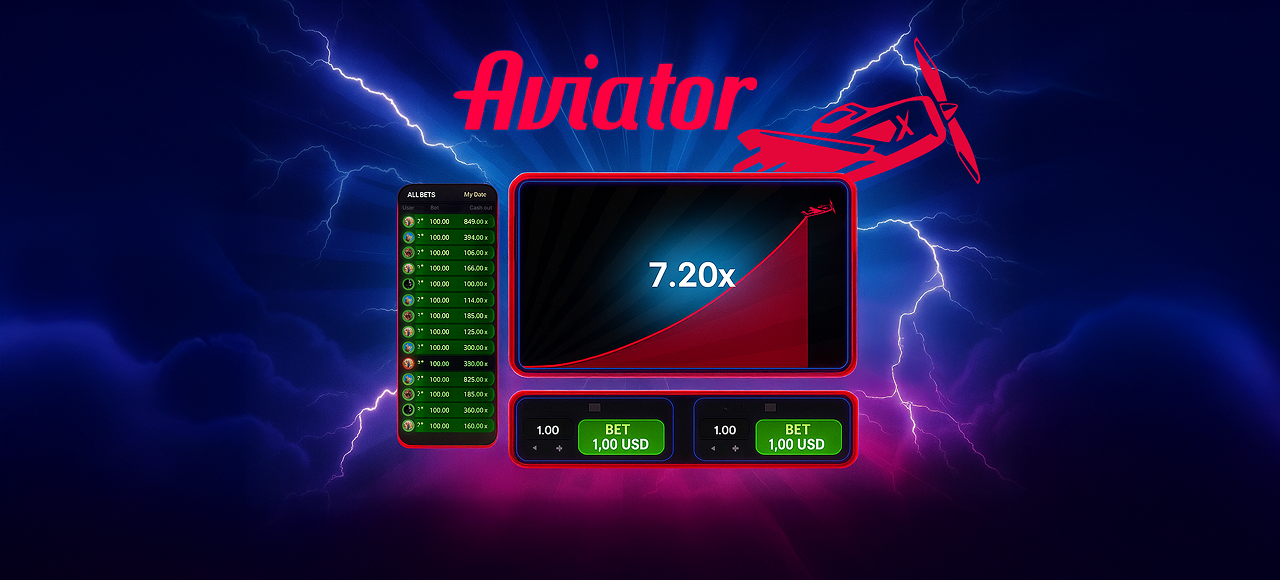 Aviator
X
ALL BETS My Date
User Bet Cash out
100.00 849.00 x
100.00 394.00 x
100.00 106.00 x
100.00 166.00 x
100.00 100.00 x
100.00 114.00 x
100.00 185.00 x
100.00 125.00 x
100.00 300.00 x
100.00 330.00 x
100.00 825.00 x
100.00 185.00 x
100.00 360.00 x
100.00 160.00 x
7.20x
1.00
BET
1,00 USD
1.00
BET
1,00 USD